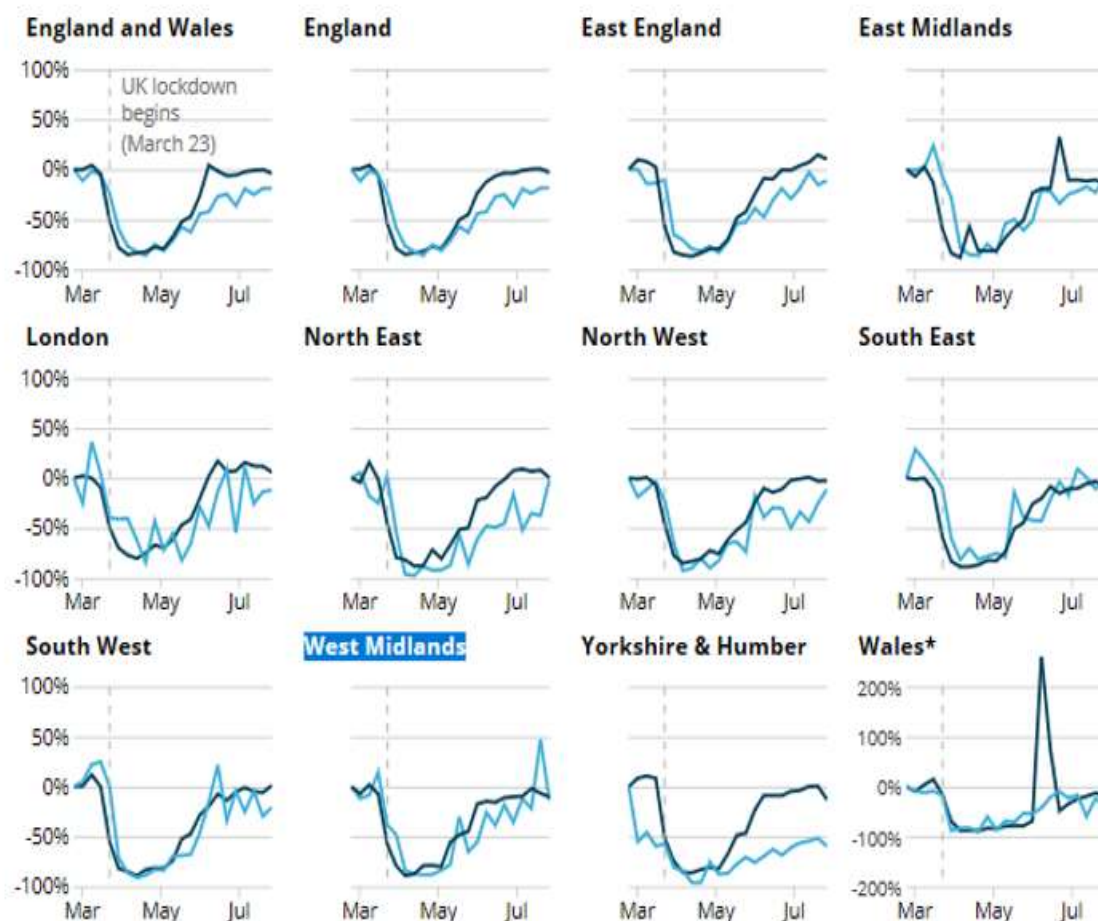 England and Wales
England
East England
East Midlands
100%
50%
0%
-50%
-100%
UK lockdown
begins
(March 23)
Mar May Jul
Mar May Jul
Mar May Jul
Mar May Jul
London
North East
North West
South East
100%
50%
0%
-50%
-100%
Mar May Jul
Mar May Jul
Mar May Jul
Mar May Jul
South West
West Midlands
Yorkshire & Humber
Wales*
100%
50%
0%
-50%
-100%
200%
100%
0%
-100%
-200%
Mar May Jul
Mar May Jul
Mar May Jul
Mar May Jul